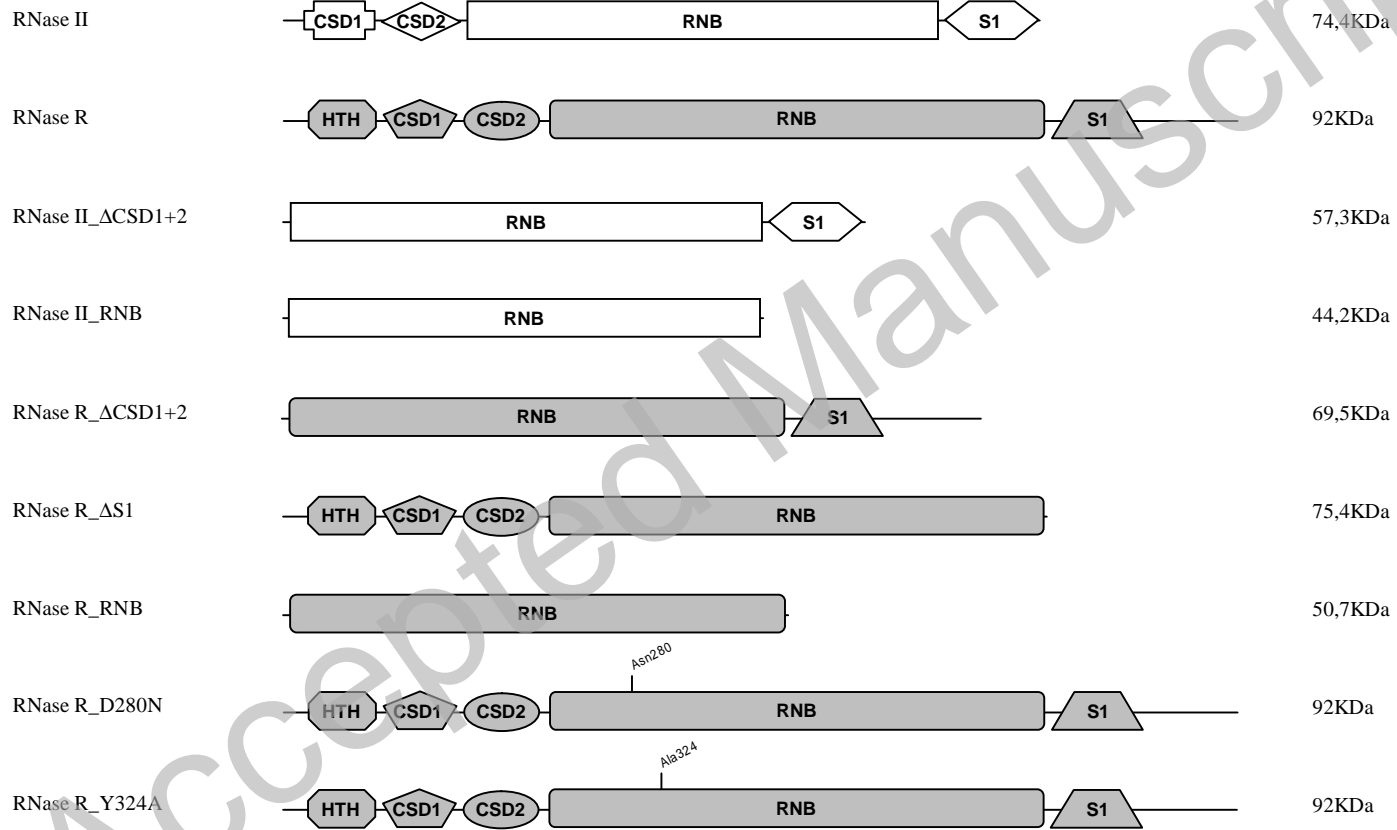 RNase II CSD1 CSD2 RNB S1 74,4KDa
RNase R HTH CSD1 CSD2 RNB S1 92KDa
RNase II_ΔCSD1+2 RNB S1 57,3KDa
RNase II_RNB RNB 44,2KDa
RNase R_ΔCSD1+2 RNB S1 69,5KDa
RNase R_ΔS1 HTH CSD1 CSD2 RNB 75,4KDa
RNase R_RNB RNB 50,7KDa
Asn280
RNase R_D280N HTH CSD1 CSD2 RNB S1 92KDa
Ala324
RNase R_Y324A HTH CSD1 CSD2 RNB S1 92KDa
Accepted Manuscri